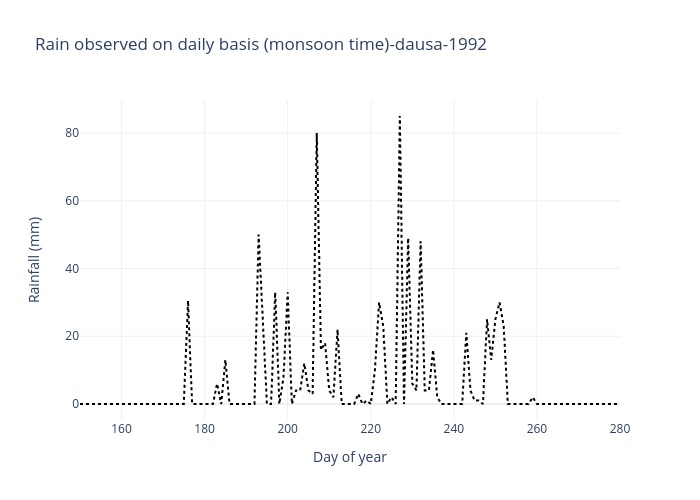 Rain observed on daily basis (monsoon time)-dausa-1992
80
60
40
20
0
Rainfall (mm)
160 180 200 220 240 260 280
Day of year